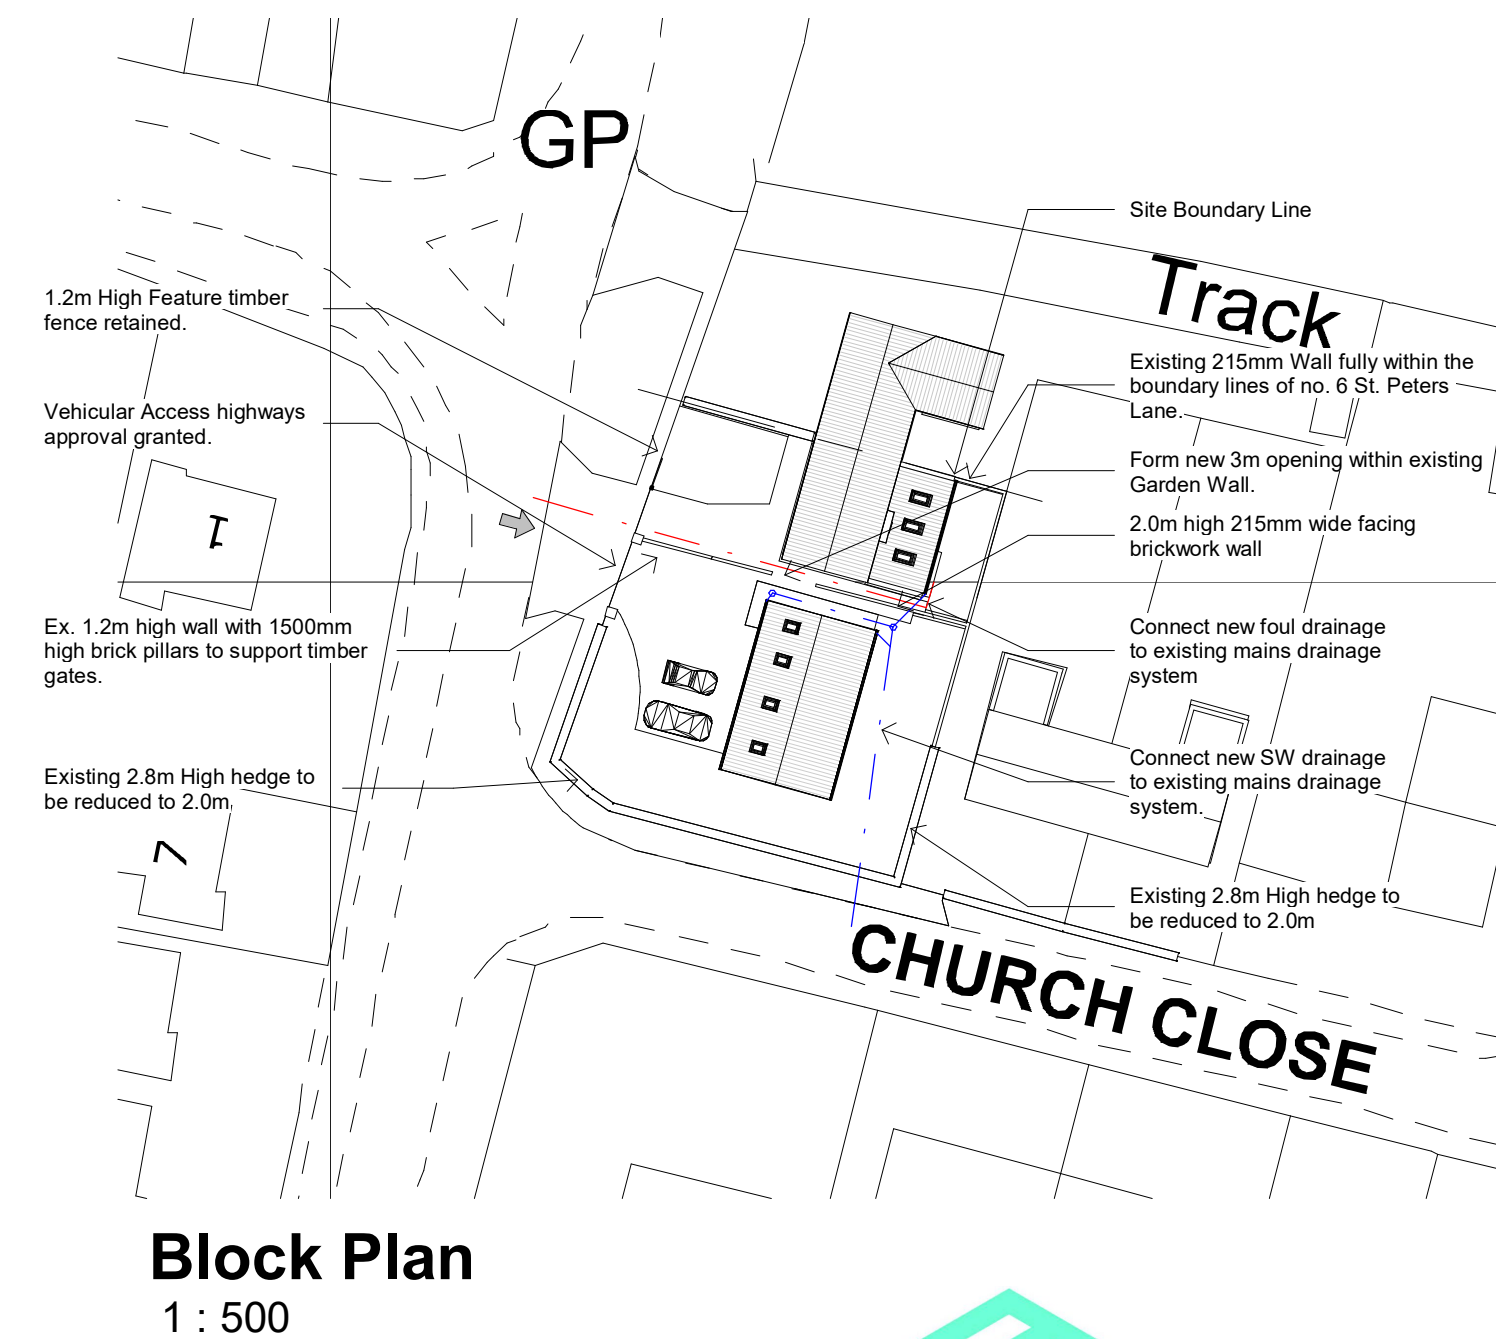 GP
Track
Site Boundary Line
1.2m High Feature timber
fence retained.
Existing 215mm Wall fully within the
boundary lines of no. 6 St. Peters
Lane.
Vehicular Access highways
approval granted.
Form new 3m opening within existing
Garden Wall.
2.0m high 215mm wide facing
brickwork wall
1
Ex. 1.2m high wall with 1500mm
high brick pillars to support timber
gates.
Connect new foul drainage
to existing mains drainage
system
Connect new SW drainage
to existing mains drainage
system.
Existing 2.8m High hedge to
be reduced to 2.0m
7
Existing 2.8m High hedge to
be reduced to 2.0m
CHURCH CLOSE
Block Plan
1 : 500